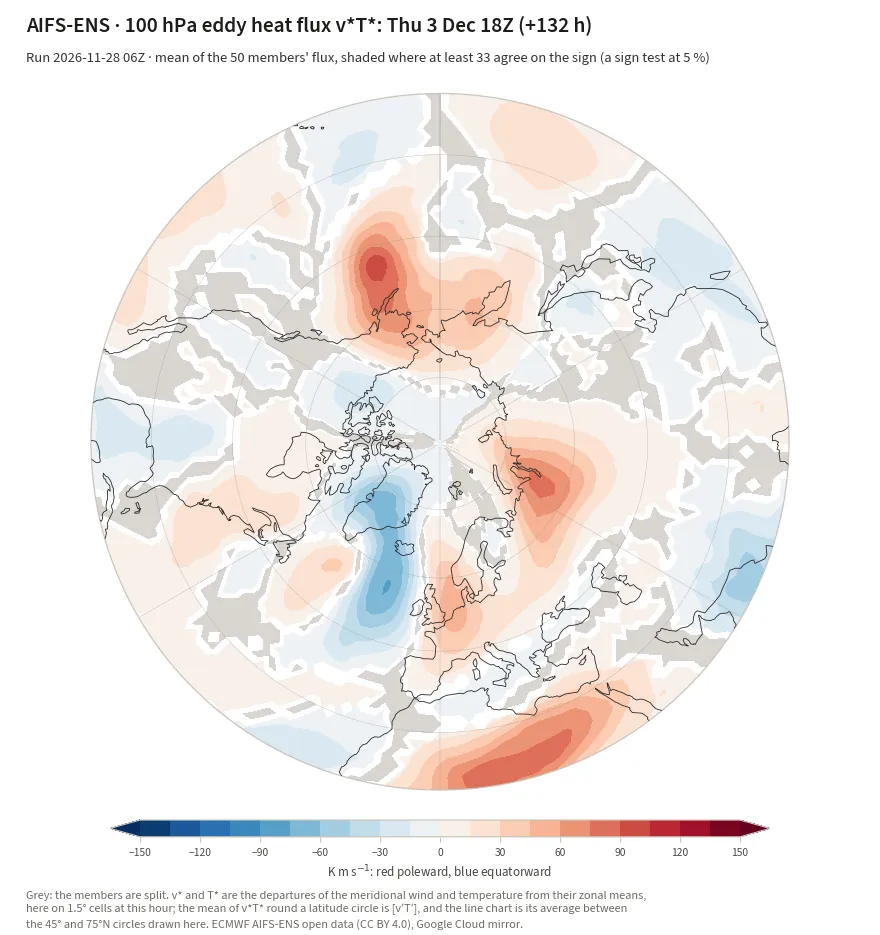 AIFS-ENS · 100 hPa eddy heat flux v*T*: Thu 3 Dec 18Z (+132 h)
Run 2026-11-28 06Z · mean of the 50 members' flux, shaded where at least 33 agree on the sign (a sign test at 5 %)
−150 −120 −90 −60 −30 0 30 60 90 120 150
K m s⁻¹: red poleward, blue equatorward
Grey: the members are split. v* and T* are the departures of the meridional wind and temperature from their zonal means,
here on 1.5° cells at this hour; the mean of v*T* round a latitude circle is [v'T'], and the line chart is its average between
the 45° and 75°N circles drawn here. ECMWF AIFS-ENS open data (CC BY 4.0), Google Cloud mirror.